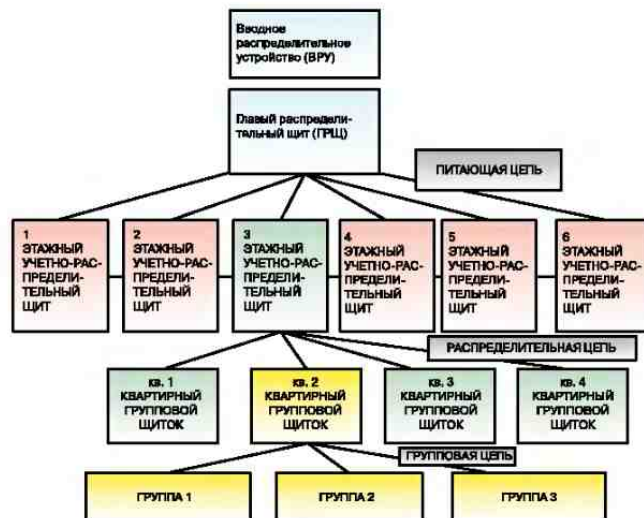 Вводное
распределительное
устройство (ВРУ)
Главый распредели-
тельный щит (ГРЩ)
ПИТАЮЩАЯ ЦЕПЬ
1
ЭТАЖНЫЙ
УЧЕТНО-РАС-
ПРЕДЕЛИ-
ТЕЛЬНЫЙ
ЩИТ
2
ЭТАЖНЫЙ
УЧЕТНО-РАС-
ПРЕДЕЛИ-
ТЕЛЬНЫЙ
ЩИТ
3
ЭТАЖНЫЙ
УЧЕТНО-РАС-
ПРЕДЕЛИ-
ТЕЛЬНЫЙ
ЩИТ
4
ЭТАЖНЫЙ
УЧЕТНО-РАС-
ПРЕДЕЛИ-
ТЕЛЬНЫЙ
ЩИТ
5
ЭТАЖНЫЙ
УЧЕТНО-РАС-
ПРЕДЕЛИ-
ТЕЛЬНЫЙ
ЩИТ
6
ЭТАЖНЫЙ
УЧЕТНО-РАС-
ПРЕДЕЛИ-
ТЕЛЬНЫЙ
ЩИТ
РАСПРЕДЕЛИТЕЛЬНАЯ ЦЕПЬ
кв. 1
КВАРТИРНЫЙ
ГРУППОВОЙ
ЩИТОК
кв. 2
КВАРТИРНЫЙ
ГРУППОВОЙ
ЩИТОК
кв. 3
КВАРТИРНЫЙ
ГРУППОВОЙ
ЩИТОК
кв. 4
КВАРТИРНЫЙ
ГРУППОВОЙ
ЩИТОК
ГРУППОВАЯ ЦЕПЬ
ГРУППА 1
ГРУППА 2
ГРУППА 3